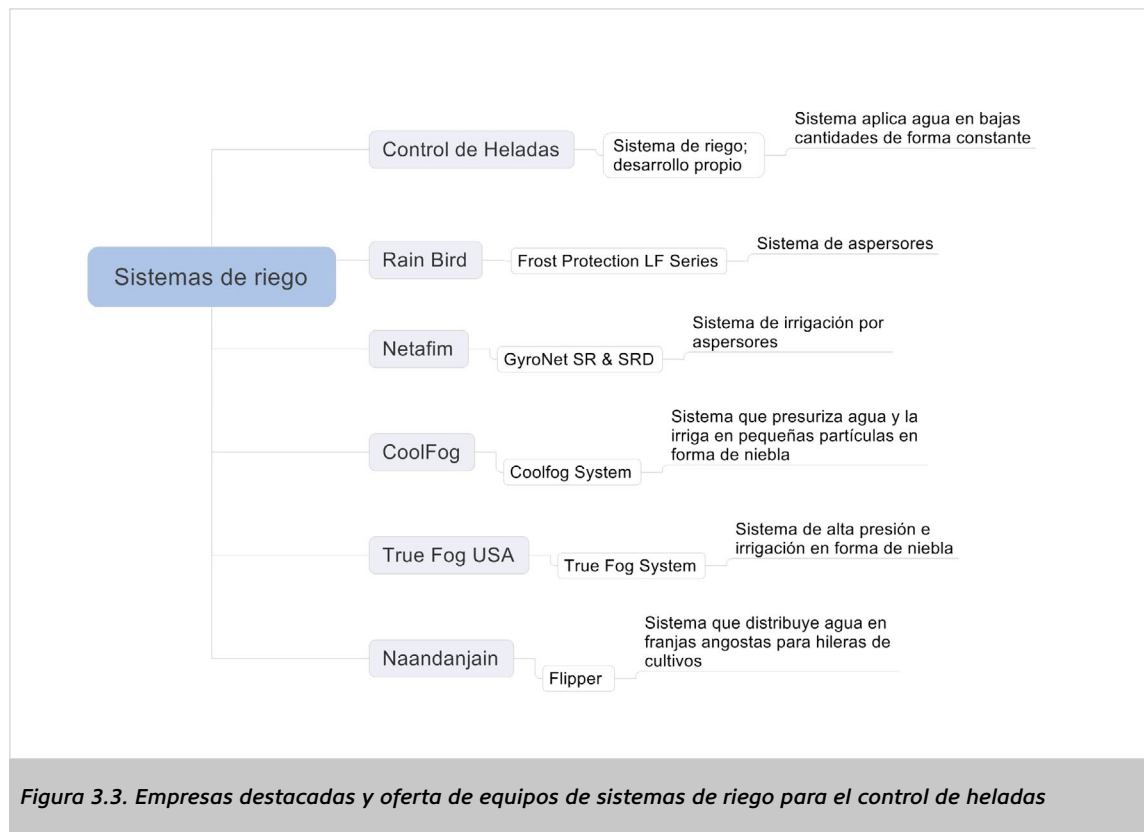 Sistemas de riego
Control de Heladas
Sistema de riego;
desarrollo propio
Sistema aplica agua en bajas
cantidades de forma constante
Rain Bird
Frost Protection LF Series
Sistema de aspersores
Netafim
GyroNet SR & SRD
Sistema de irrigación por
aspersores
CoolFog
Coolfog System
Sistema que presuriza agua y la
irriga en pequeñas partículas en
forma de niebla
True Fog USA
True Fog System
Sistema de alta presión e
irrigación en forma de niebla
Naandanjain
Flipper
Sistema que distribuye agua en
franjas angostas para hileras de
cultivos
Figura 3.3. Empresas destacadas y oferta de equipos de sistemas de riego para el control de heladas